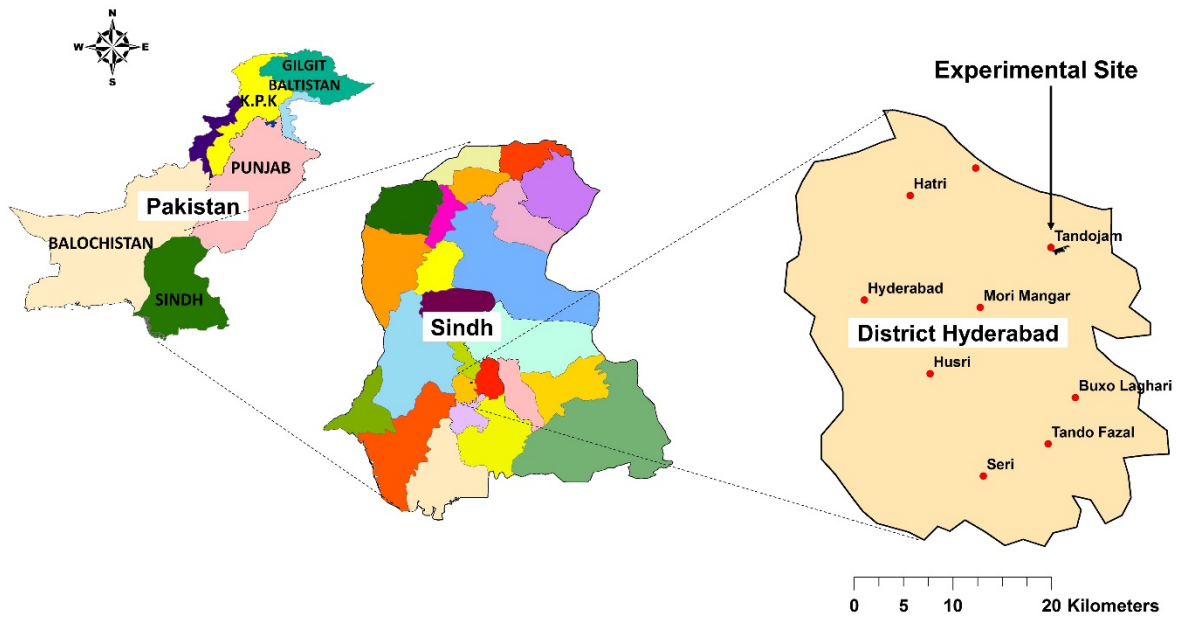 N
W E
S
GILGIT
BALTISTAN
K.P.K
PUNJAB
Pakistan
BALOCHISTAN
SINDH
Sindh
Experimental Site
Hatri
Tandojam
Hyderabad
Mori Mangar
District Hyderabad
Husri
Buxo Laghari
Tando Fazal
Seri
0 5 10 20 Kilometers